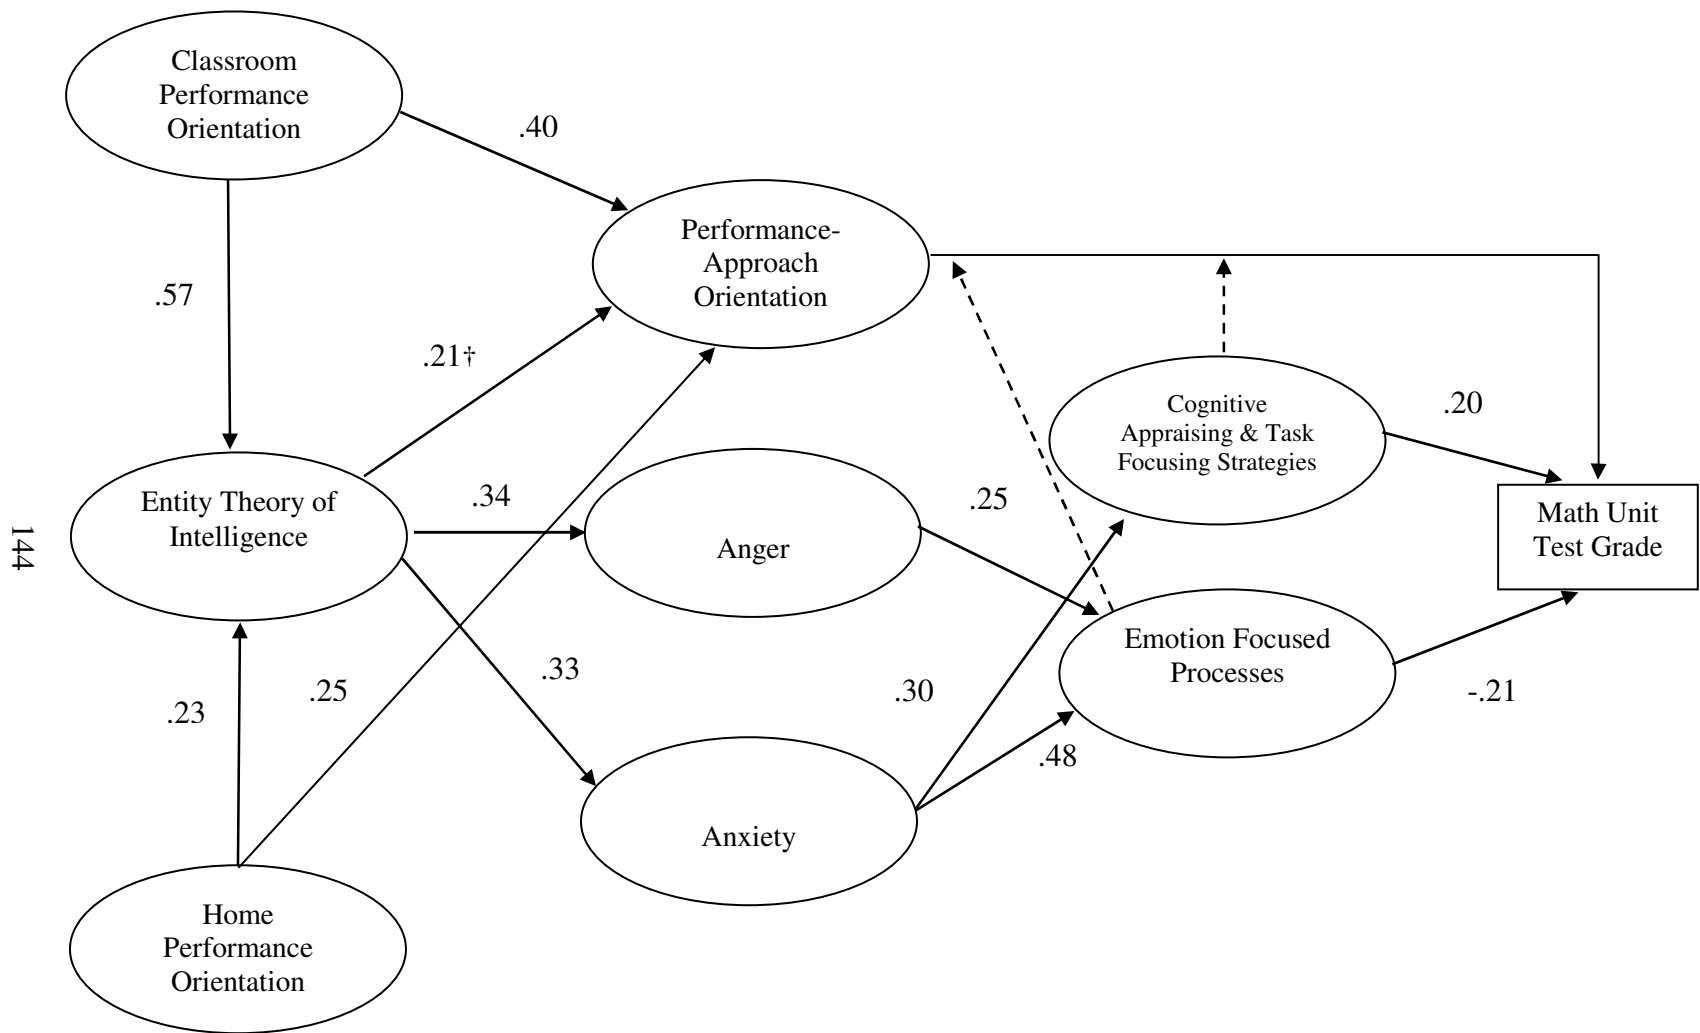 Classroom
Performance
Orientation
.40
Performance-
Approach
Orientation
.57
.21†
Cognitive
Appraising & Task
Focusing Strategies
.20
Entity Theory of
Intelligence
.34
Anger
.25
Math Unit
Test Grade
144
Emotion Focused
Processes
.33
.23
.25
.30
-.21
.48
Anxiety
Home
Performance
Orientation